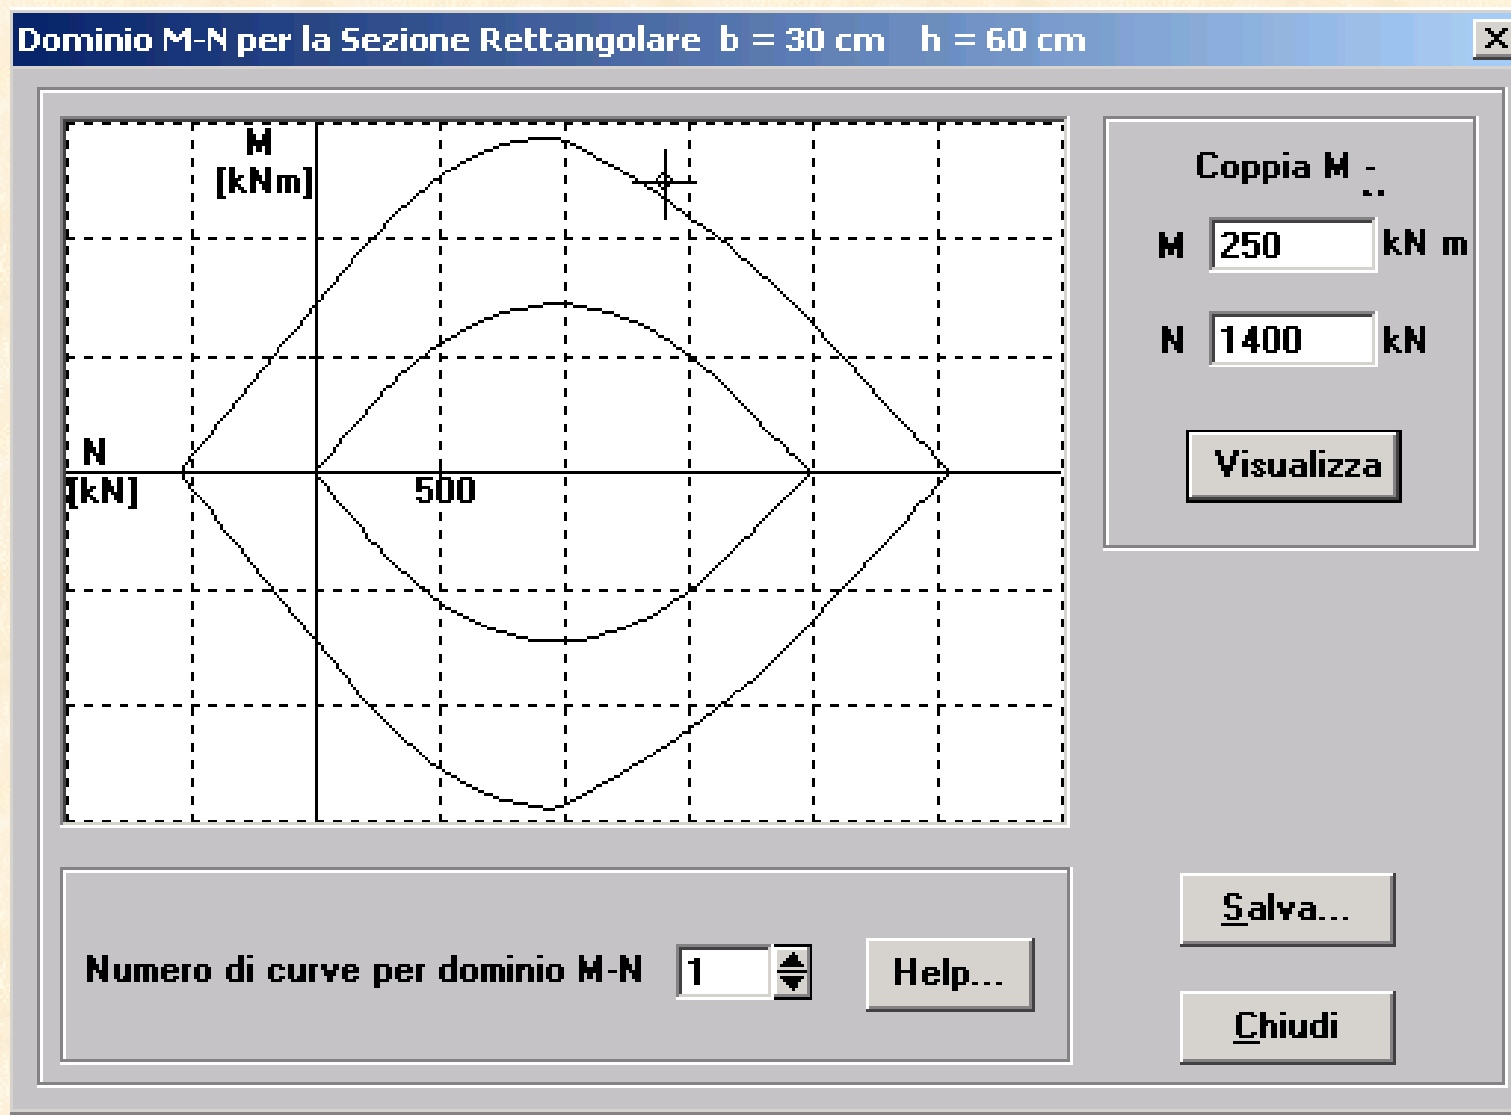 Dominio M-N per la Sezione Rettangolare b = 30 cm h = 60 cm
M
[kNm]
N
[kN]
500
Coppia M -
M 250 kN m
N 1400 kN
Visualizza
Numero di curve per dominio M-N 1 Help...
Salva...
Chiudi